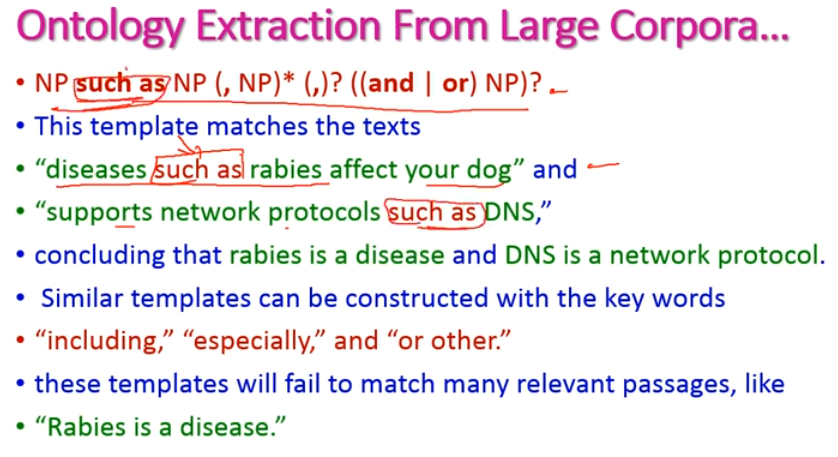 Ontology Extraction From Large Corpora...
• NP such as NP (, NP)* (,)? ((and | or) NP)?
• This template matches the texts
• “diseases such as rabies affect your dog” and
• “supports network protocols such as DNS,”
• concluding that rabies is a disease and DNS is a network protocol.
• Similar templates can be constructed with the key words
• “including,” “especially,” and “or other.”
• these templates will fail to match many relevant passages, like
• “Rabies is a disease.”